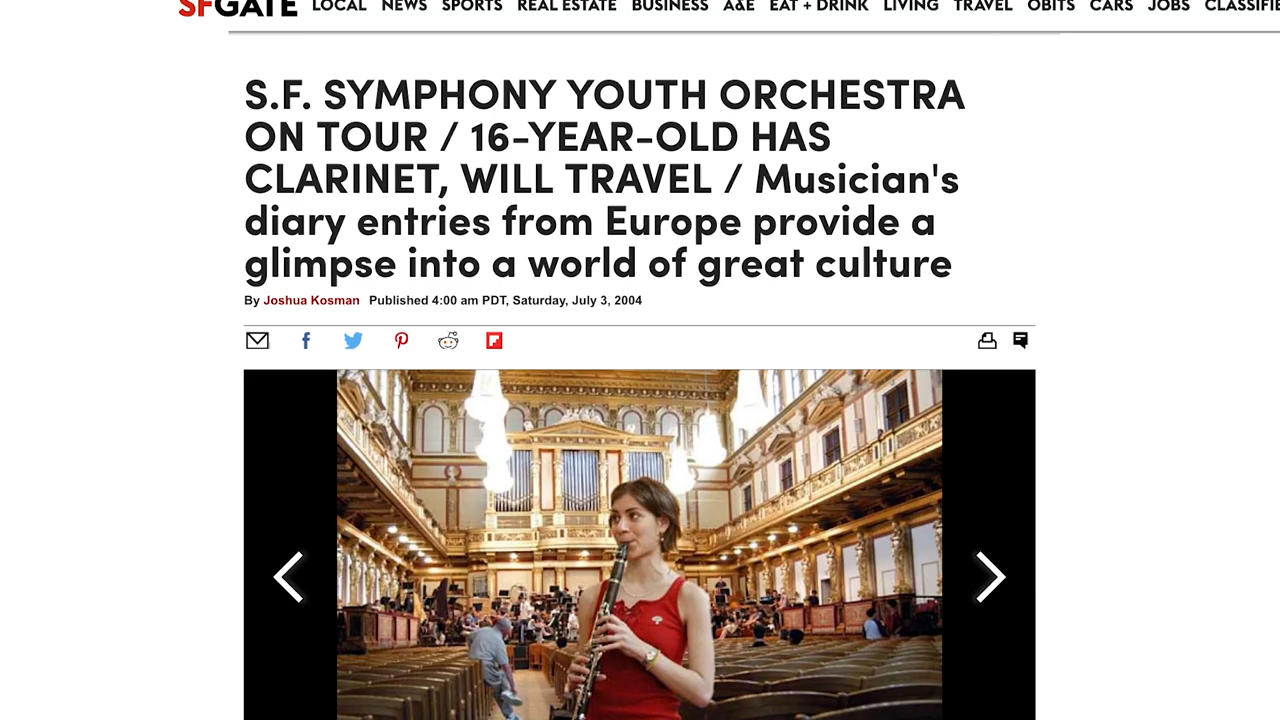 SFGATE LOCAL NEWS SPORTS REAL ESTATE BUSINESS A&E EAT + DRINK LIVING TRAVEL OBITS CARS JOBS CLASSIFIE
S.F. SYMPHONY YOUTH ORCHESTRA
ON TOUR / 16-YEAR-OLD HAS
CLARINET, WILL TRAVEL / Musician's
diary entries from Europe provide a
glimpse into a world of great culture
By Joshua Kosman Published 4:00 am PDT, Saturday, July 3, 2004